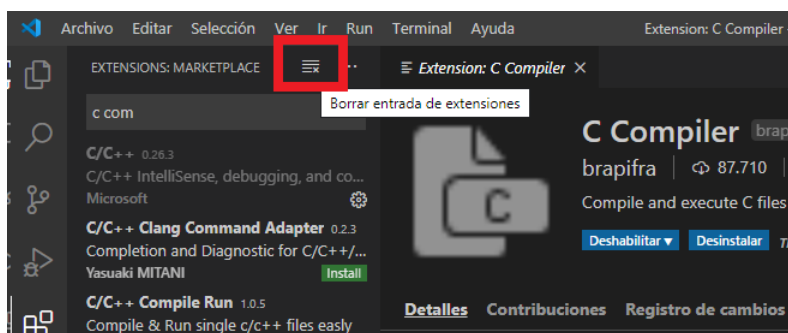 Archivo Editar Selección Ver Ir Run Terminal Ayuda Extension: C Compiler
EXTENSIONS: MARKETPLACE
Extension: C Compiler
Borrar entrada de extensiones
c com
C/C++ 0.26.3
C/C++ IntelliSense, debugging, and co...
Microsoft
C/C++ Clang Command Adapter 0.2.3
Completion and Diagnostic for C/C++/...
Yasuaki MITANI Install
C/C++ Compile Run 1.0.5
Compile & Run single c/c++ files easly
C
C Compiler brap
brapifra 87.710
Compile and execute C files
Deshabilitar Desinstalar
Detalles Contribuciones Registro de cambios